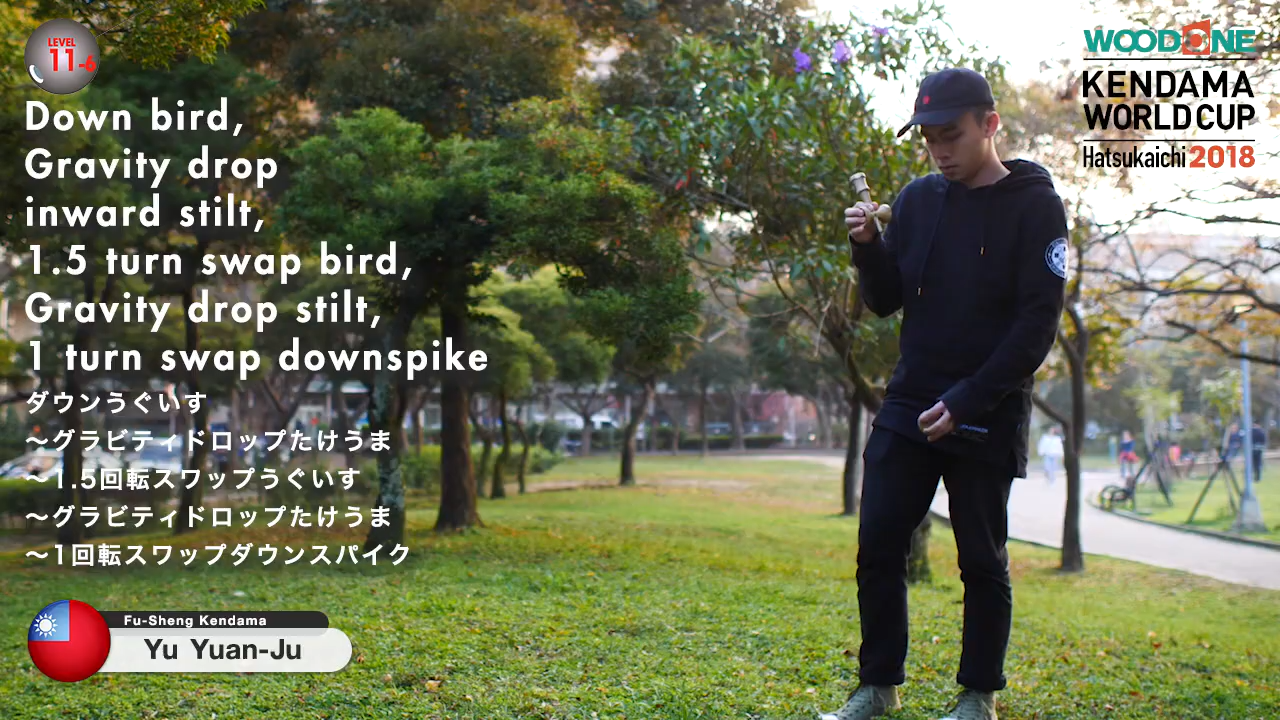 LEVEL
11-6
Down bird,
Gravity drop
inward stilt,
1.5 turn swap bird,
Gravity drop stilt,
1 turn swap downspike
ダウンうぐいす
〜グラビティドロップたけうま
〜1.5回転スワップうぐいす
〜グラビティドロップたけうま
〜1回転スワップダウンスパイク
Fu-Sheng Kendama
Yu Yuan-Ju
WOODONE
KENDAMA
WORLD CUP
Hatsukaichi 2018